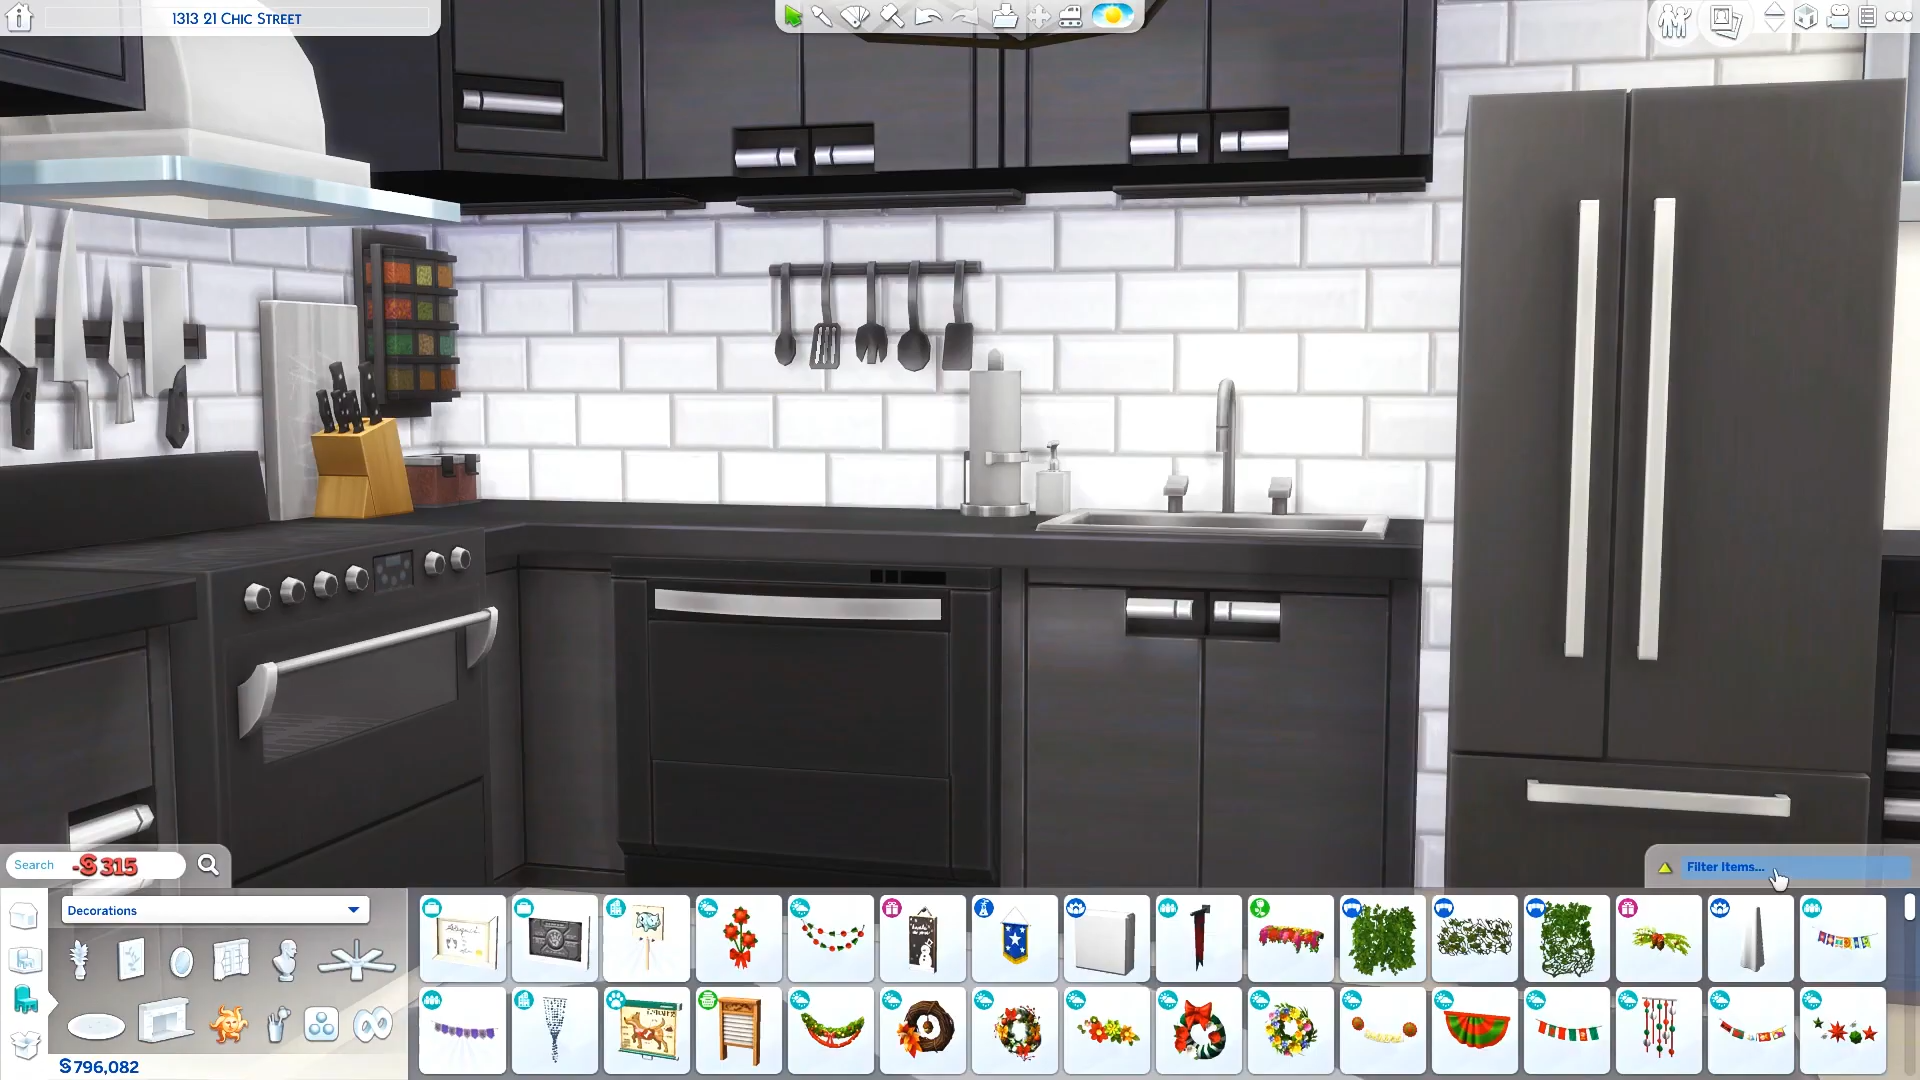 1313 21 Chic Street
Search
-§315
Filter Items...
Decorations
§796,082